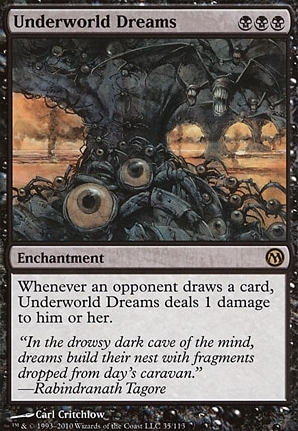 Underworld Dreams
Enchantment
Whenever an opponent draws a card,
Underworld Dreams deals 1 damage
to him or her.
“In the drowsy dark cave of the mind,
dreams build their nest with fragments
dropped from day’s caravan.”
—Rabindranath Tagore
Carl Critchlow
™ & © 1993–2010 Wizards of the Coast LLC 35/113